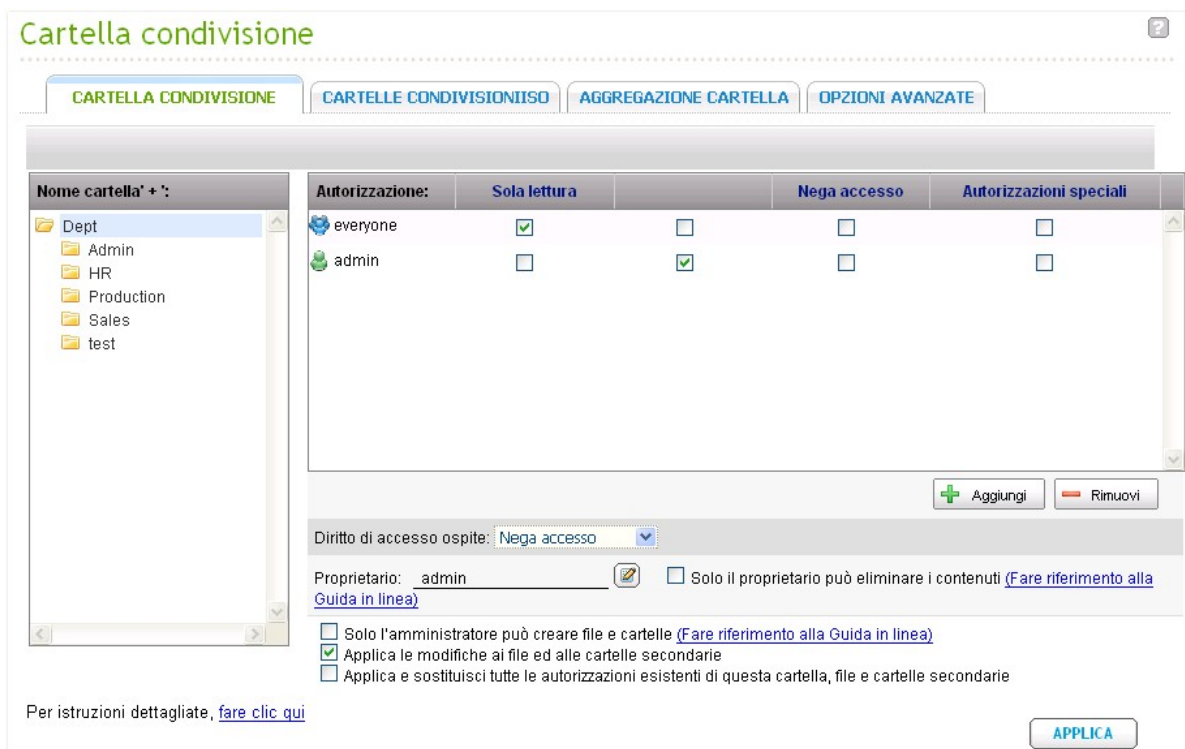 Cartella condivisione
?
CARTELLA CONDIVISIONE
CARTELLE CONDIVISIONIISO
AGGREGAZIONE CARTELLA
OPZIONI AVANZATE
Nome cartella' + ':
Dept
Admin
HR
Production
Sales
test
Autorizzazione: Sola lettura Nega accesso Autorizzazioni speciali
everyone
admin
Aggiungi
Rimuovi
Diritto di accesso ospite: Nega accesso
Proprietario: admin
Solo il proprietario può eliminare i contenuti (Fare riferimento alla
Guida in linea)
Solo l'amministratore può creare file e cartelle (Fare riferimento alla Guida in linea)
Applica le modifiche ai file ed alle cartelle secondarie
Applica e sostituisci tutte le autorizzazioni esistenti di questa cartella, file e cartelle secondarie
Per istruzioni dettagliate, fare clic qui
APPLICA